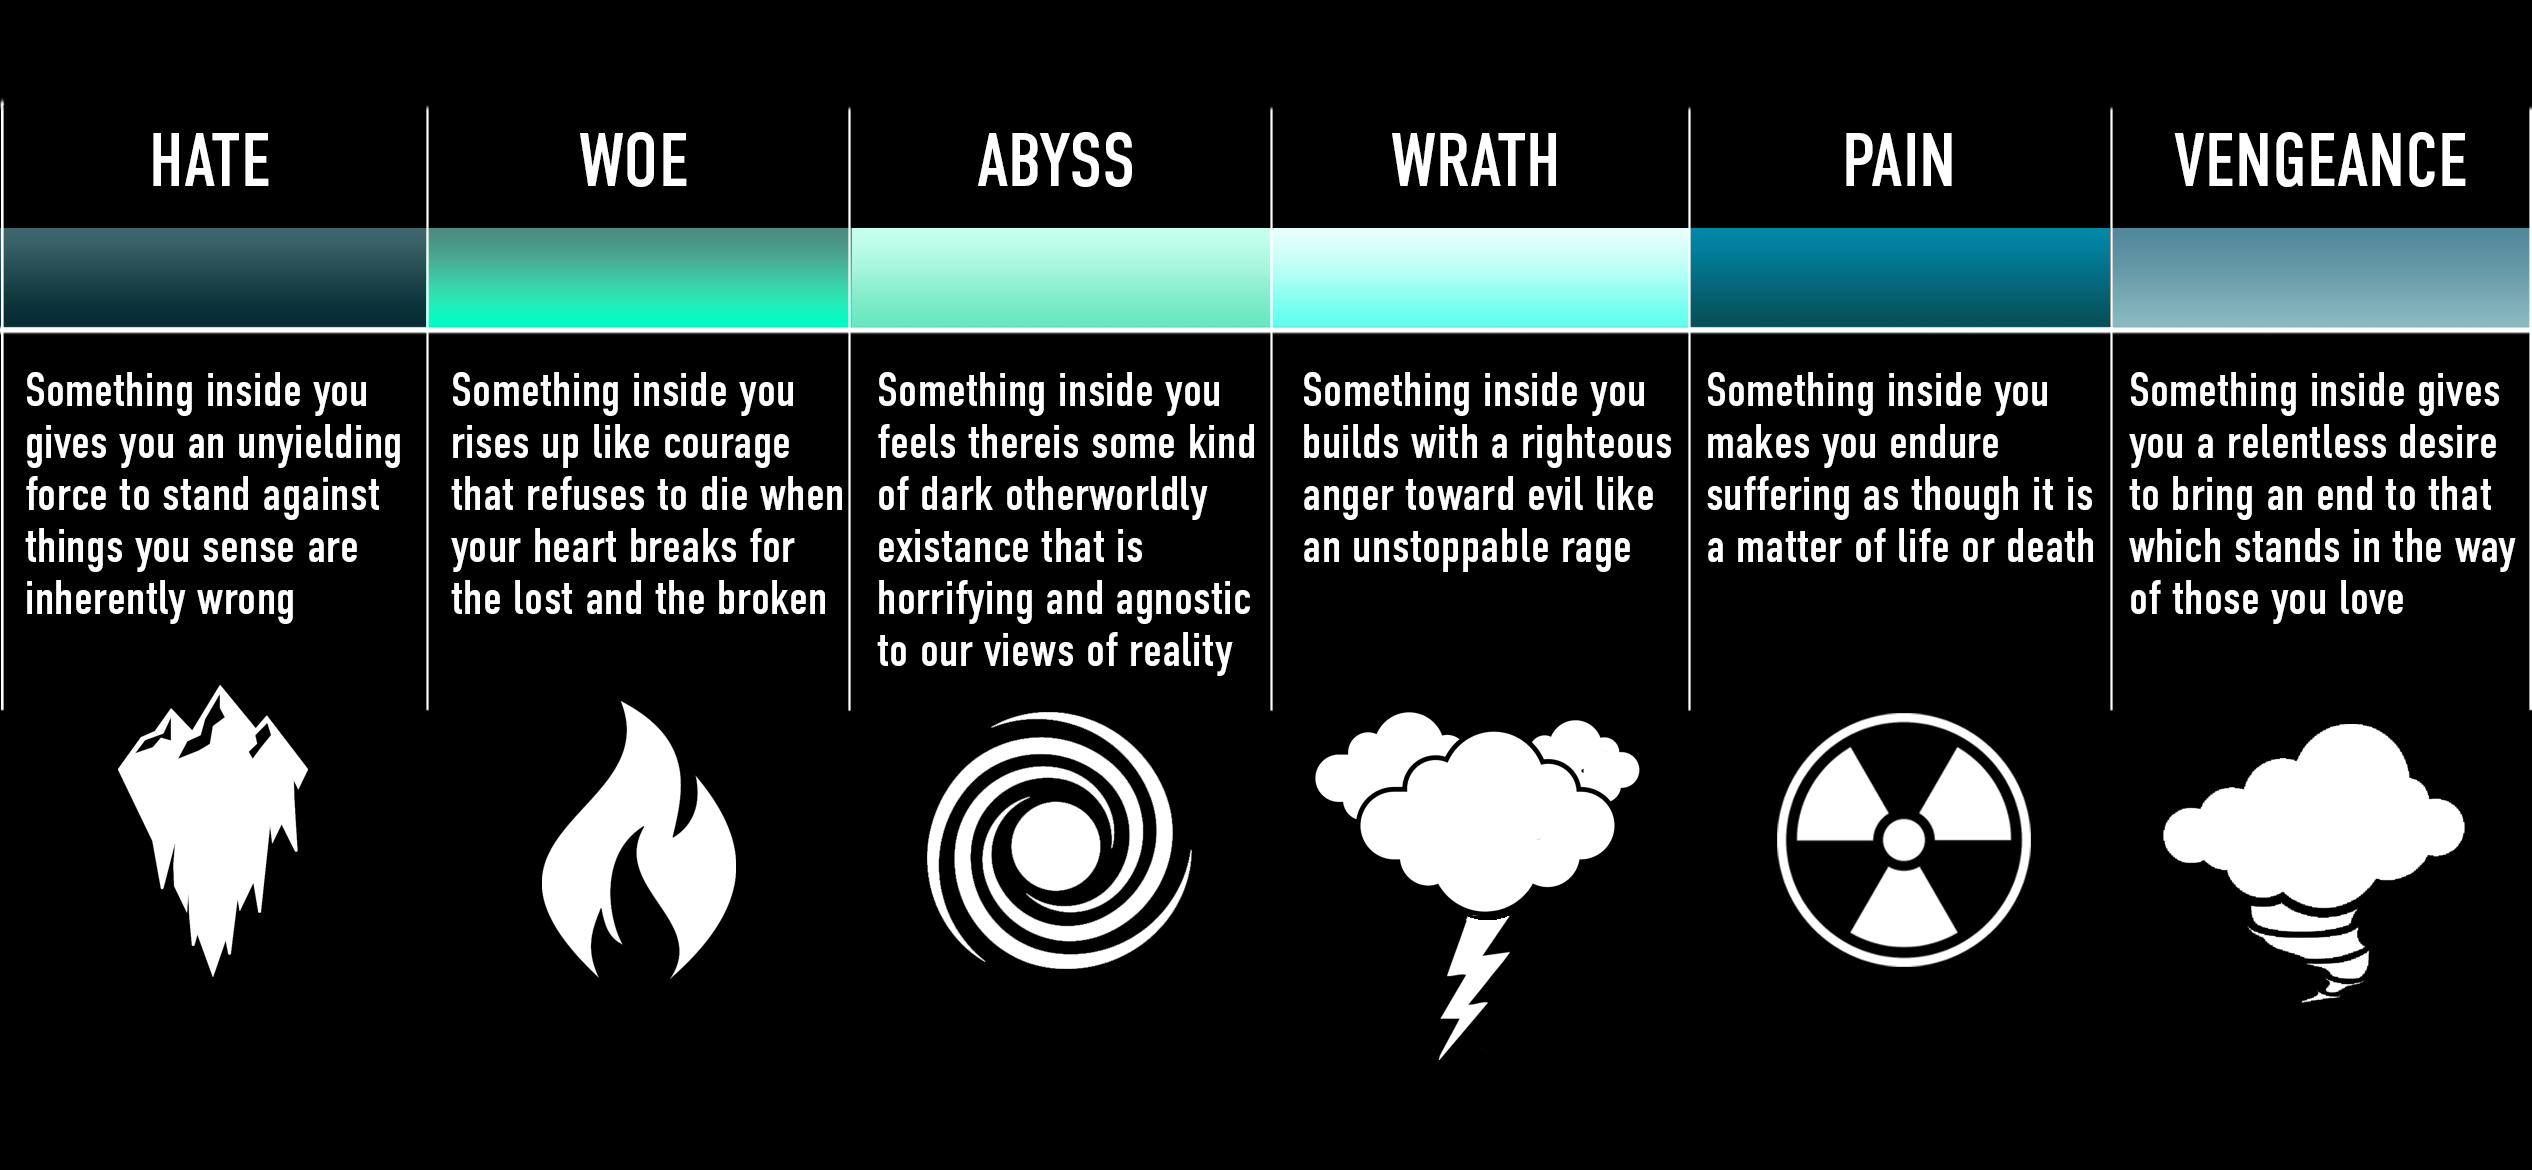 HATE
WOE
ABYSS
WRATH
PAIN
VENGEANCE
Something inside you
gives you an unyielding
force to stand against
things you sense are
inherently wrong
Something inside you
rises up like courage
that refuses to die when
your heart breaks for
the lost and the broken
Something inside you
feels thereis some kind
of dark otherworldly
existance that is
horrifying and agnostic
to our views of reality
Something inside you
builds with a righteous
anger toward evil like
an unstoppable rage
Something inside you
makes you endure
suffering as though it is
a matter of life or death
Something inside gives
you a relentless desire
to bring an end to that
which stands in the way
of those you love